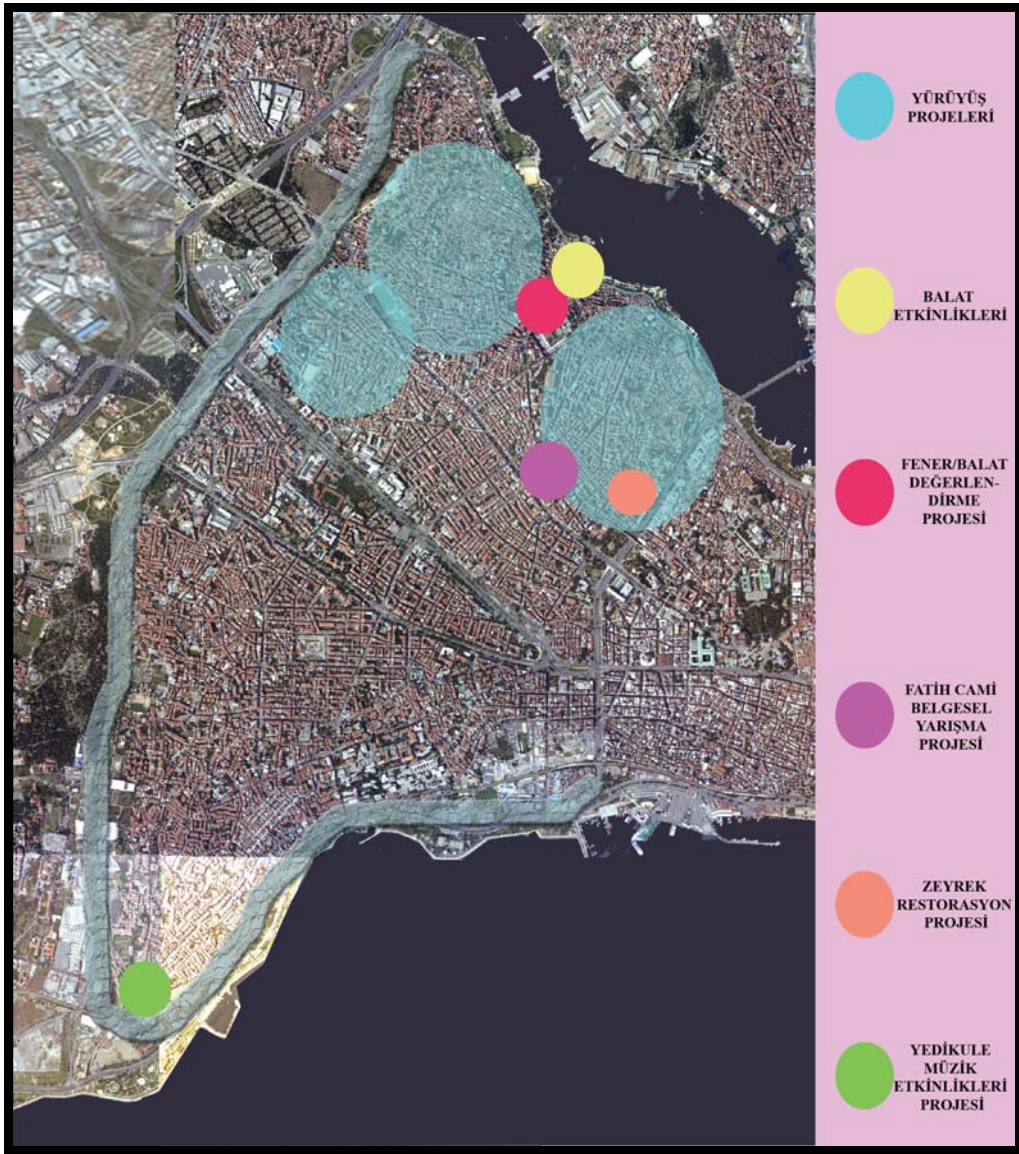 YÜRÜYÜŞ
PROJELERİ
BALAT
ETKİNLİKLERİ
FENER/BALAT
DEĞERLEN-
DİRME
PROJESİ
FATİH CAMİ
BELGESEL
YARIŞMA
PROJESİ
ZEYREK
RESTORASYON
PROJESİ
YEDİKULE
MÜZİK
ETKİNLİKLERİ
PROJESİ